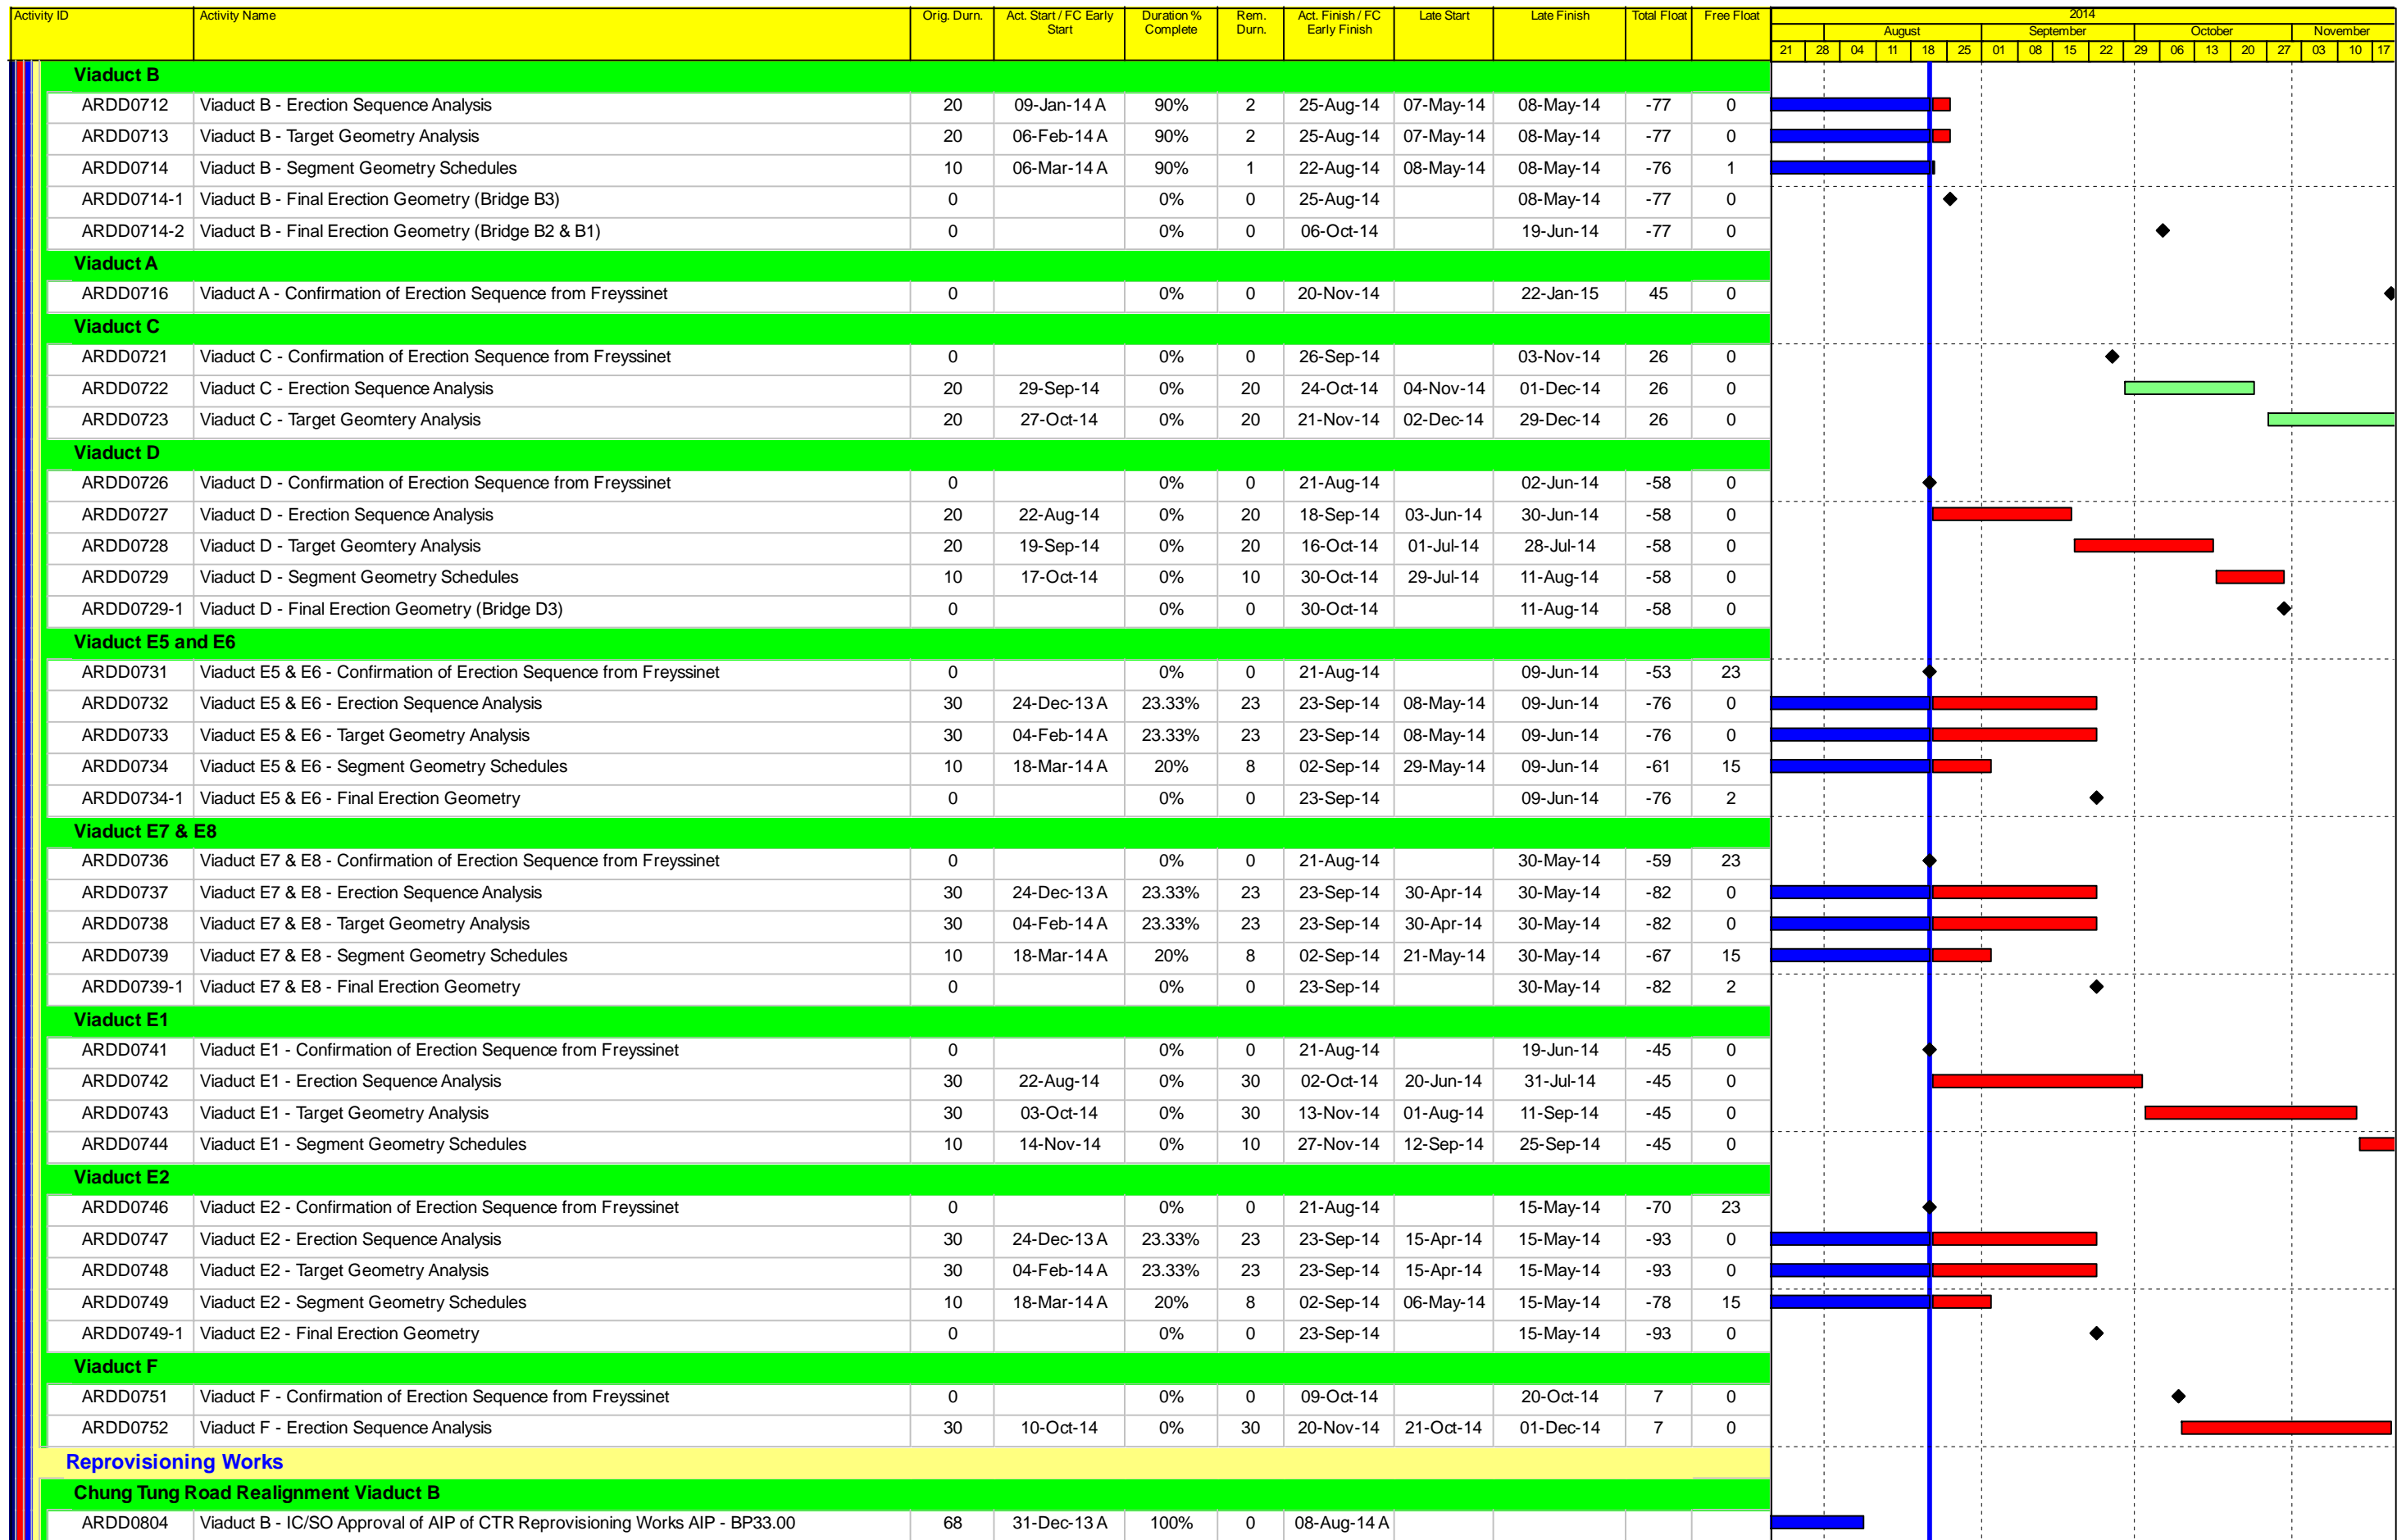 Activity ID Activity Name Orig. Durn. Act. Start / FC Early Start Duration % Complete Rem. Durn. Act. Finish / FC Early Finish Late Start Late Finish Total Float Free Float 2014
August September October November
21 28 04 11 18 25 01 08 15 22 29 06 13 20 27 03 10 17
Viaduct B
ARDD0712 Viaduct B - Erection Sequence Analysis 20 09-Jan-14 A 90% 2 25-Aug-14 07-May-14 08-May-14 -77 0
ARDD0713 Viaduct B - Target Geometry Analysis 20 06-Feb-14 A 90% 2 25-Aug-14 07-May-14 08-May-14 -77 0
ARDD0714 Viaduct B - Segment Geometry Schedules 10 06-Mar-14 A 90% 1 22-Aug-14 08-May-14 08-May-14 -76 1
ARDD0714-1 Viaduct B - Final Erection Geometry (Bridge B3) 0 0% 0 25-Aug-14 08-May-14 -77 0
ARDD0714-2 Viaduct B - Final Erection Geometry (Bridge B2 & B1) 0 0% 0 06-Oct-14 19-Jun-14 -77 0
Viaduct A
ARDD0716 Viaduct A - Confirmation of Erection Sequence from Freyssinet 0 0% 0 20-Nov-14 22-Jan-15 45 0
Viaduct C
ARDD0721 Viaduct C - Confirmation of Erection Sequence from Freyssinet 0 0% 0 26-Sep-14 03-Nov-14 26 0
ARDD0722 Viaduct C - Erection Sequence Analysis 20 29-Sep-14 0% 20 24-Oct-14 04-Nov-14 01-Dec-14 26 0
ARDD0723 Viaduct C - Target Geomtery Analysis 20 27-Oct-14 0% 20 21-Nov-14 02-Dec-14 29-Dec-14 26 0
Viaduct D
ARDD0726 Viaduct D - Confirmation of Erection Sequence from Freyssinet 0 0% 0 21-Aug-14 02-Jun-14 -58 0
ARDD0727 Viaduct D - Erection Sequence Analysis 20 22-Aug-14 0% 20 18-Sep-14 03-Jun-14 30-Jun-14 -58 0
ARDD0728 Viaduct D - Target Geomtery Analysis 20 19-Sep-14 0% 20 16-Oct-14 01-Jul-14 28-Jul-14 -58 0
ARDD0729 Viaduct D - Segment Geometry Schedules 10 17-Oct-14 0% 10 30-Oct-14 29-Jul-14 11-Aug-14 -58 0
ARDD0729-1 Viaduct D - Final Erection Geometry (Bridge D3) 0 0% 0 30-Oct-14 11-Aug-14 -58 0
Viaduct E5 and E6
ARDD0731 Viaduct E5 & E6 - Confirmation of Erection Sequence from Freyssinet 0 0% 0 21-Aug-14 09-Jun-14 -53 23
ARDD0732 Viaduct E5 & E6 - Erection Sequence Analysis 30 24-Dec-13 A 23.33% 23 23-Sep-14 08-May-14 09-Jun-14 -76 0
ARDD0733 Viaduct E5 & E6 - Target Geometry Analysis 30 04-Feb-14 A 23.33% 23 23-Sep-14 08-May-14 09-Jun-14 -76 0
ARDD0734 Viaduct E5 & E6 - Segment Geometry Schedules 10 18-Mar-14 A 20% 8 02-Sep-14 29-May-14 09-Jun-14 -61 15
ARDD0734-1 Viaduct E5 & E6 - Final Erection Geometry 0 0% 0 23-Sep-14 09-Jun-14 -76 2
Viaduct E7 & E8
ARDD0736 Viaduct E7 & E8 - Confirmation of Erection Sequence from Freyssinet 0 0% 0 21-Aug-14 30-May-14 -59 23
ARDD0737 Viaduct E7 & E8 - Erection Sequence Analysis 30 24-Dec-13 A 23.33% 23 23-Sep-14 30-Apr-14 30-May-14 -82 0
ARDD0738 Viaduct E7 & E8 - Target Geometry Analysis 30 04-Feb-14 A 23.33% 23 23-Sep-14 30-Apr-14 30-May-14 -82 0
ARDD0739 Viaduct E7 & E8 - Segment Geometry Schedules 10 18-Mar-14 A 20% 8 02-Sep-14 21-May-14 30-May-14 -67 15
ARDD0739-1 Viaduct E7 & E8 - Final Erection Geometry 0 0% 0 23-Sep-14 30-May-14 -82 2
Viaduct E1
ARDD0741 Viaduct E1 - Confirmation of Erection Sequence from Freyssinet 0 0% 0 21-Aug-14 19-Jun-14 -45 0
ARDD0742 Viaduct E1 - Erection Sequence Analysis 30 22-Aug-14 0% 30 02-Oct-14 20-Jun-14 31-Jul-14 -45 0
ARDD0743 Viaduct E1 - Target Geometry Analysis 30 03-Oct-14 0% 30 13-Nov-14 01-Aug-14 11-Sep-14 -45 0
ARDD0744 Viaduct E1 - Segment Geometry Schedules 10 14-Nov-14 0% 10 27-Nov-14 12-Sep-14 25-Sep-14 -45 0
Viaduct E2
ARDD0746 Viaduct E2 - Confirmation of Erection Sequence from Freyssinet 0 0% 0 21-Aug-14 15-May-14 -70 23
ARDD0747 Viaduct E2 - Erection Sequence Analysis 30 24-Dec-13 A 23.33% 23 23-Sep-14 15-Apr-14 15-May-14 -93 0
ARDD0748 Viaduct E2 - Target Geometry Analysis 30 04-Feb-14 A 23.33% 23 23-Sep-14 15-Apr-14 15-May-14 -93 0
ARDD0749 Viaduct E2 - Segment Geometry Schedules 10 18-Mar-14 A 20% 8 02-Sep-14 06-May-14 15-May-14 -78 15
ARDD0749-1 Viaduct E2 - Final Erection Geometry 0 0% 0 23-Sep-14 15-May-14 -93 0
Viaduct F
ARDD0751 Viaduct F - Confirmation of Erection Sequence from Freyssinet 0 0% 0 09-Oct-14 20-Oct-14 7 0
ARDD0752 Viaduct F - Erection Sequence Analysis 30 10-Oct-14 0% 30 20-Nov-14 21-Oct-14 01-Dec-14 7 0
Reprovisioning Works
Chung Tung Road Realignment Viaduct B
ARDD0804 Viaduct B - IC/SO Approval of AIP of CTR Reprovisioning Works AIP - BP33.00 68 31-Dec-13 A 100% 0 08-Aug-14 A